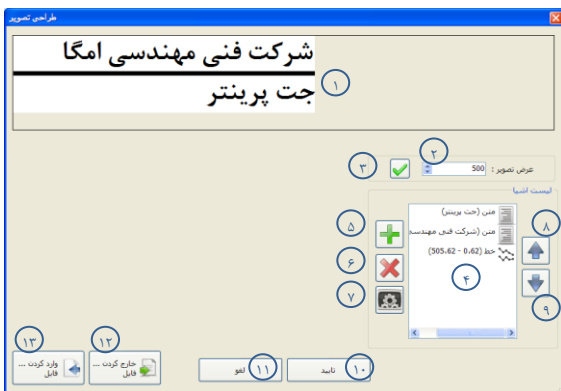 طراحی تصویر
شرکت فنی مهندسی امگا
جت پرینتر
۱
۲
عرض تصویر : 500
۳
لیست اشیا
متن (جت پرینتر)
متن (شرکت فنی مهندسی
خط (0.62 - 505.62)
۴
۵
۶
۷
۸
۹
تایید
۱۰
لغو
۱۱
خارج کردن ... فایل
۱۲
وارد کردن ... فایل
۱۳